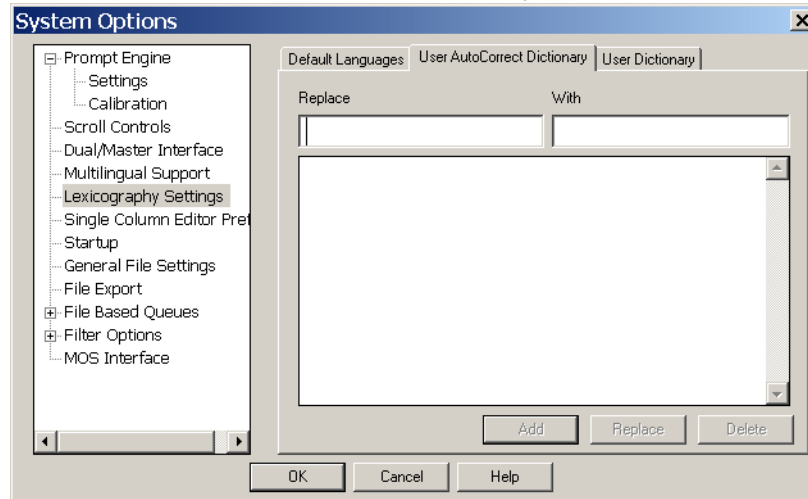 System Options
Prompt Engine
Settings
Calibration
Scroll Controls
Dual/Master Interface
Multilingual Support
Lexicography Settings
Single Column Editor Pref
Startup
General File Settings
File Export
File Based Queues
Filter Options
MOS Interface
Default Languages User AutoCorrect Dictionary User Dictionary
Replace With
Add Replace Delete
OK Cancel Help